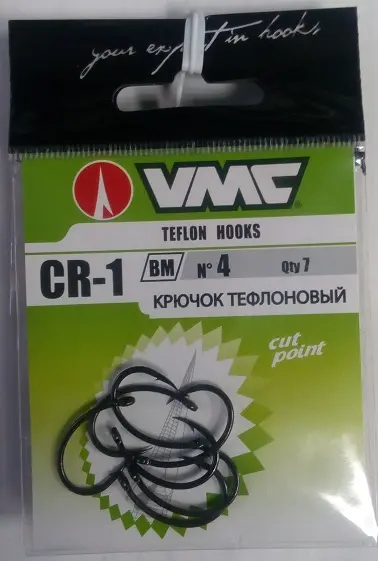 your expert in hooks
VMC
TEFLON HOOKS
CR-1 BM N° 4 Qty 7
КРЮЧОК ТЕФЛОНОВЫЙ
cut
point